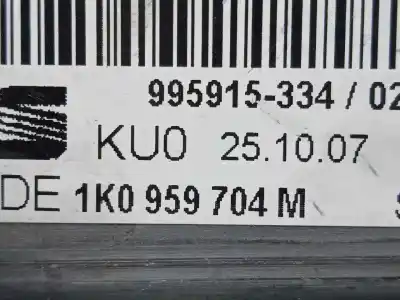 995915-334 / 02
KU0 25.10.07
DE 1K0 959 704 M